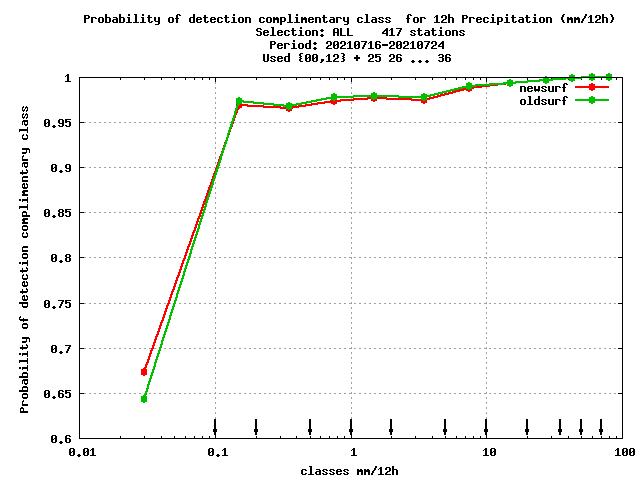 Probability of detection complimentary class  for 12h Precipitation (mm/12h)
Selection: ALL    417 stations
Period: 20210716-20210724
Used {00,12} + 25 26 ... 36
1
0.95
0.9
0.85
0.8
0.75
0.7
0.65
0.6
0.01
0.1
1
10
100
newsurf
oldsurf
Probability of detection complimentary class
classes mm/12h